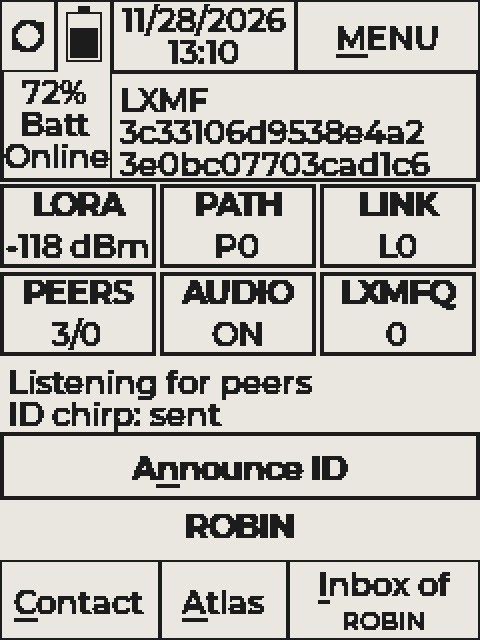 11/28/2026
13:10
MENU
72%
Batt
Online
LXMF
3c33106d9538e4a2
3e0bc07703cad1c6
LORA
-118 dBm
PATH
P0
LINK
L0
PEERS
3/0
AUDIO
ON
LXMFQ
0
Listening for peers
ID chirp: sent
Announce ID
ROBIN
Contact
Atlas
Inbox of
ROBIN